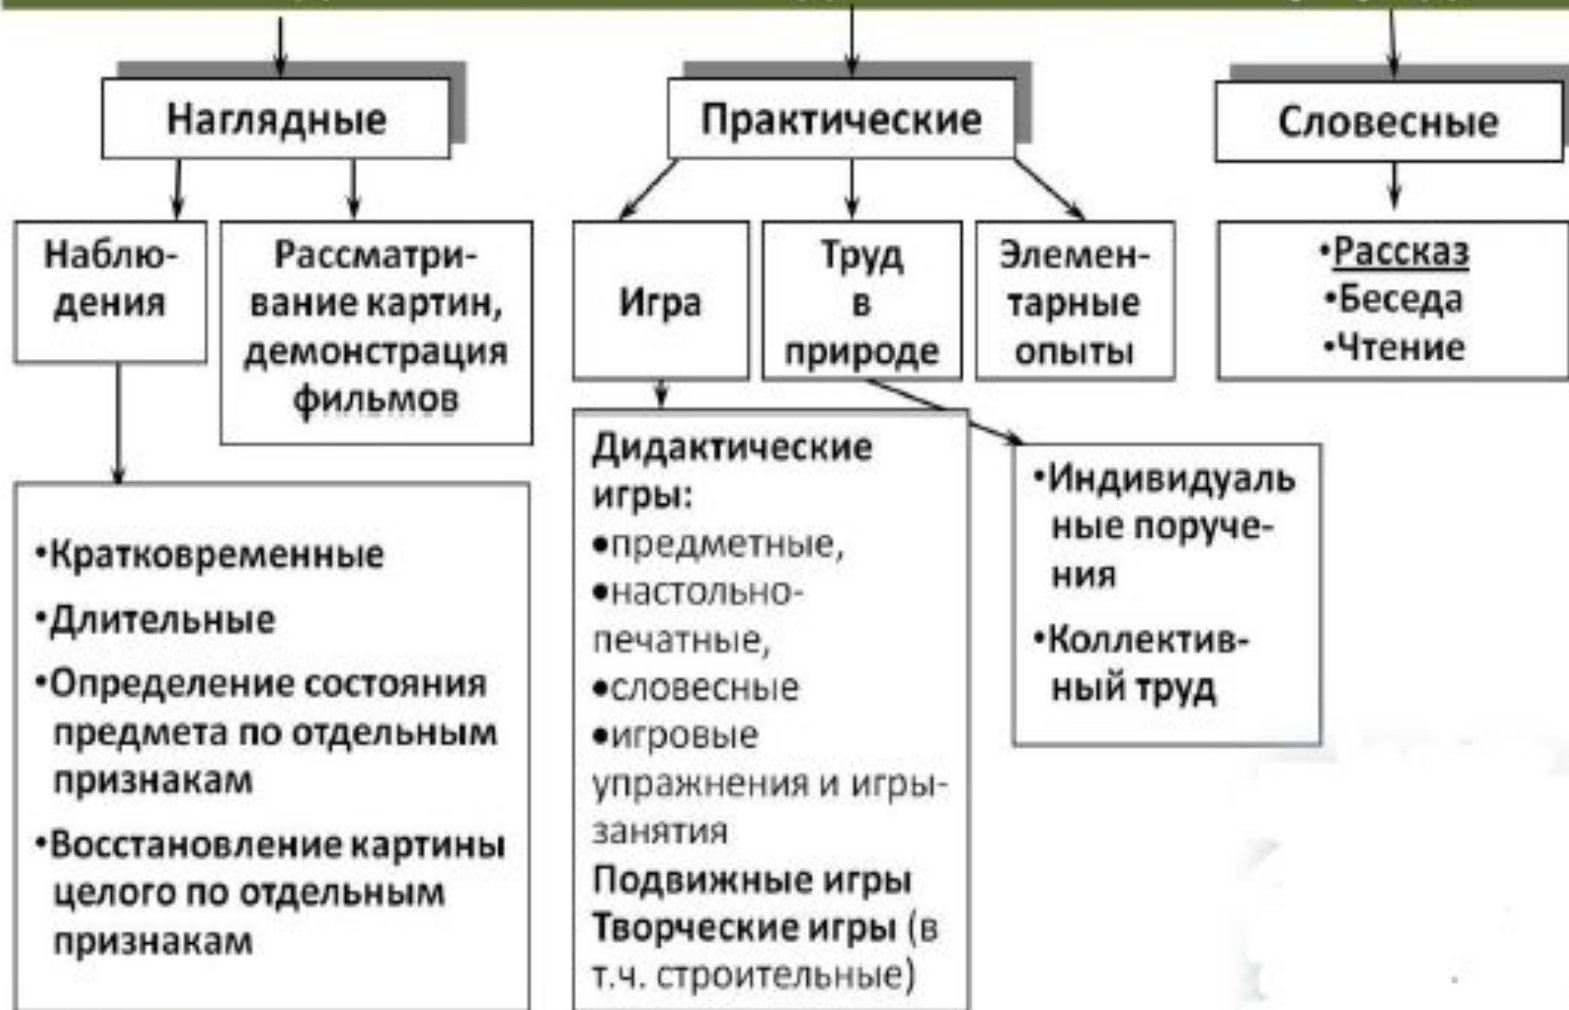 Наглядные
Практические
Словесные
Наблю-
дения
Рассматри-
вание картин,
демонстрация
фильмов
Игра
Труд
в
природе
Элемен-
тарные
опыты
•Рассказ
•Беседа
•Чтение
•Кратковременные
•Длительные
•Определение состояния
предмета по отдельным
признакам
•Восстановление картины
целого по отдельным
признакам
Дидактические
игры:
•предметные,
•настольно-
печатные,
•словесные
•игровые
упражнения и игры-
занятия
Подвижные игры
Творческие игры (в
т.ч. строительные)
•Индивидуаль
ные поруче-
ния
•Коллектив-
ный труд